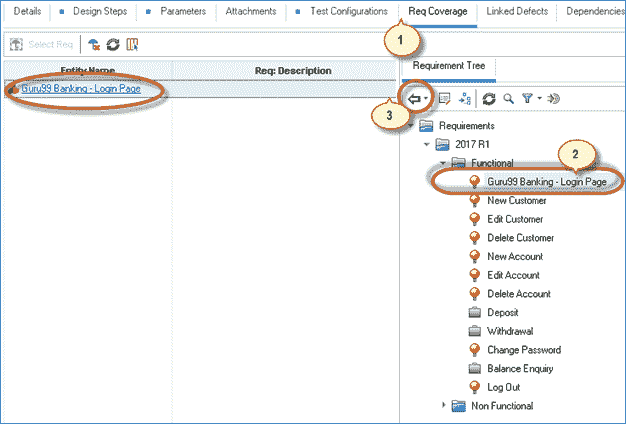 Details Design Steps Parameters Attachments Test Configurations Req Coverage Linked Defects Dependencies
1
Select Req
Requirement Tree
Entity Name Req: Description
Guru99 Banking - Login Page
3
Requirements
2017 R1
2
Functional
Guru99 Banking - Login Page
New Customer
Edit Customer
Delete Customer
New Account
Edit Account
Delete Account
Deposit
Withdrawal
Change Password
Balance Enquiry
Log Out
Non Functional